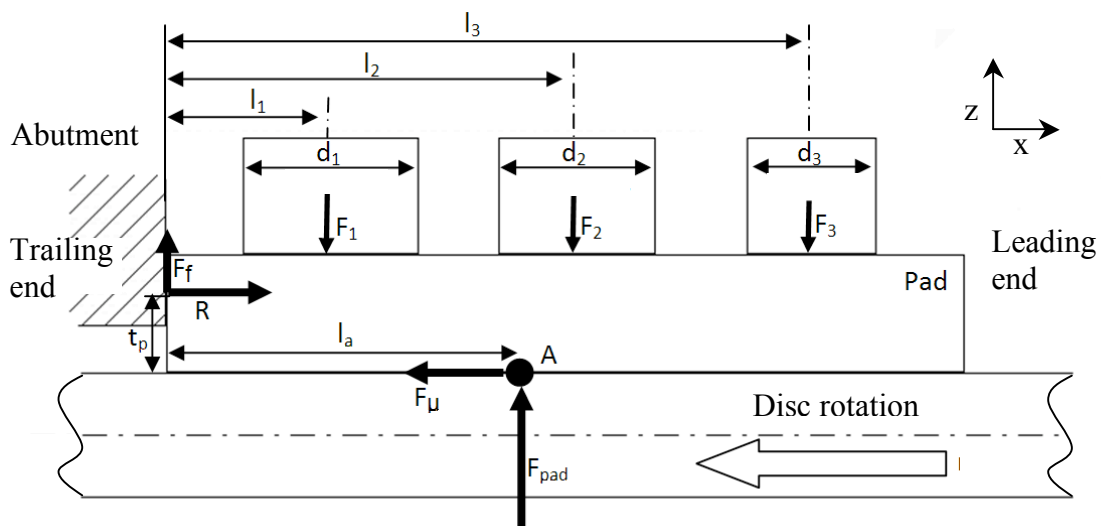 l3
l2
z
l1
x
Abutment
d1
d2
d3
F1
F2
F3
Trailing
end
Leading
end
Ff
Pad
R
tp
la
A
Fμ
Disc rotation
Fpad